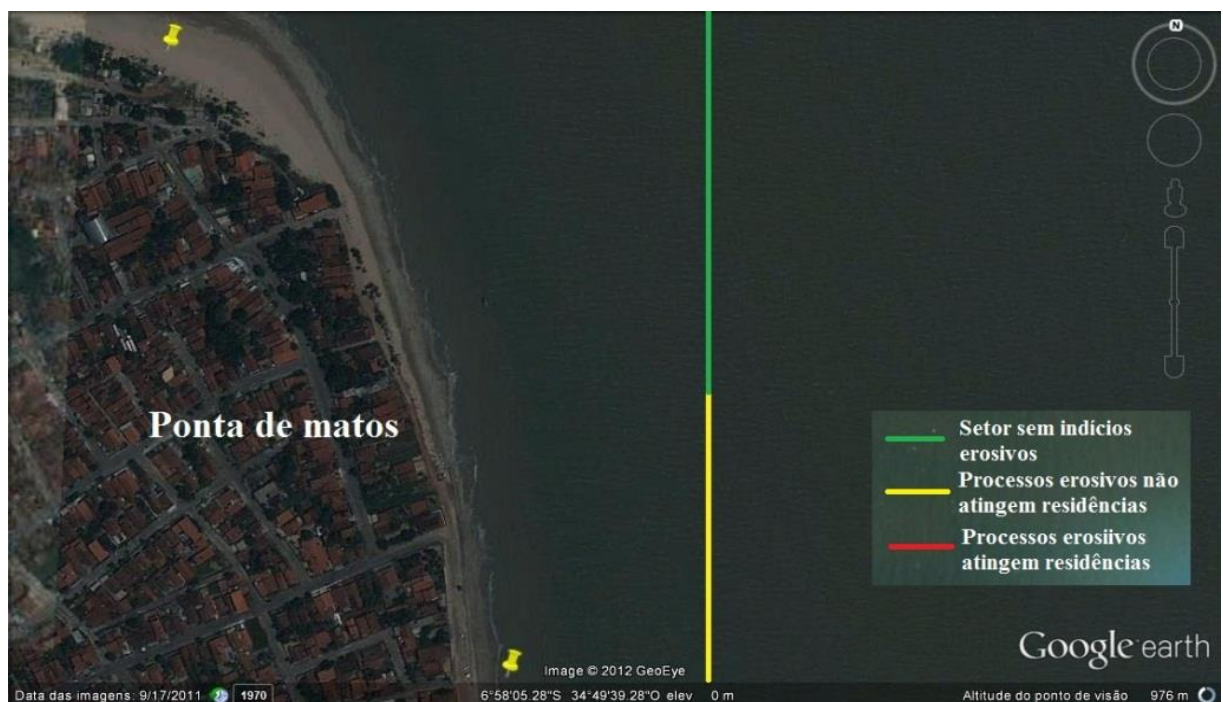 N
Ponta de matos
Setor sem indícios
erosivos
Processos erosivos não
atingem residências
Processos erosiivos
atingem residências
Google earth
Image © 2012 GeoEye
Data das imagens: 9/17/2011 1970 6°58'05.28"S 34°49'39.28"O elev 0 m Altitude do ponto de visão 976 m